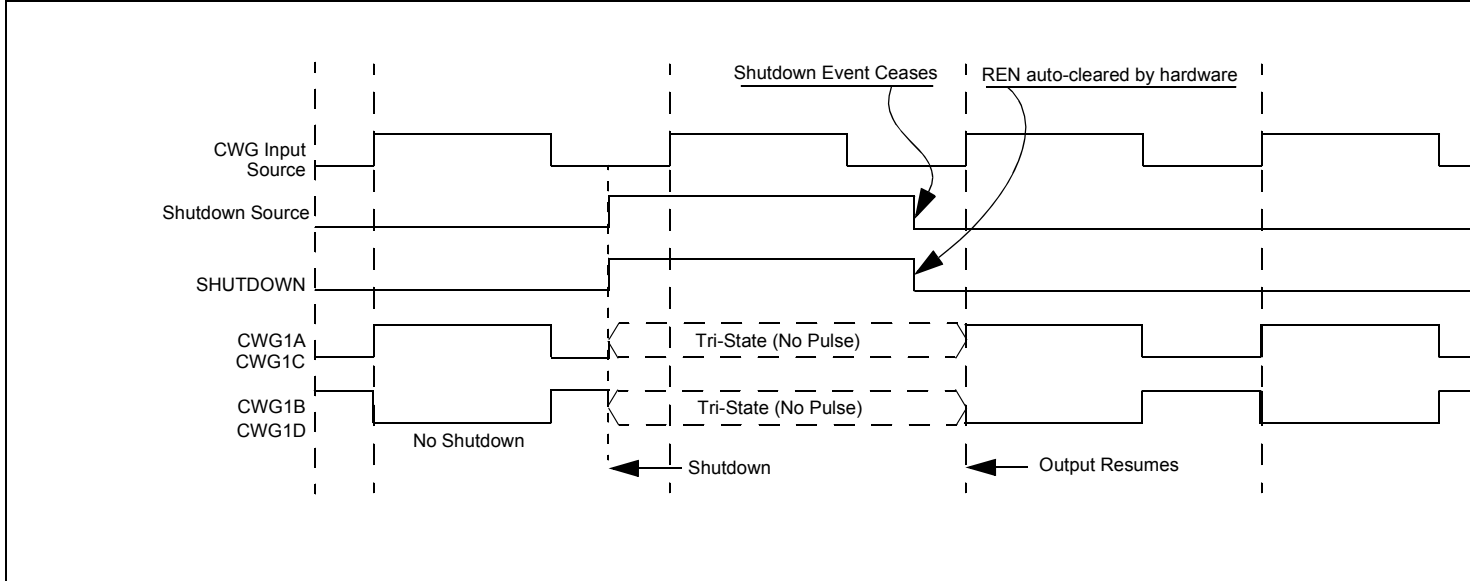 Shutdown Event Ceases
REN auto-cleared by hardware
CWG Input
Source
Shutdown Source
SHUTDOWN
CWG1A
CWG1C
Tri-State (No Pulse)
CWG1B
CWG1D
Tri-State (No Pulse)
No Shutdown
Shutdown
Output Resumes